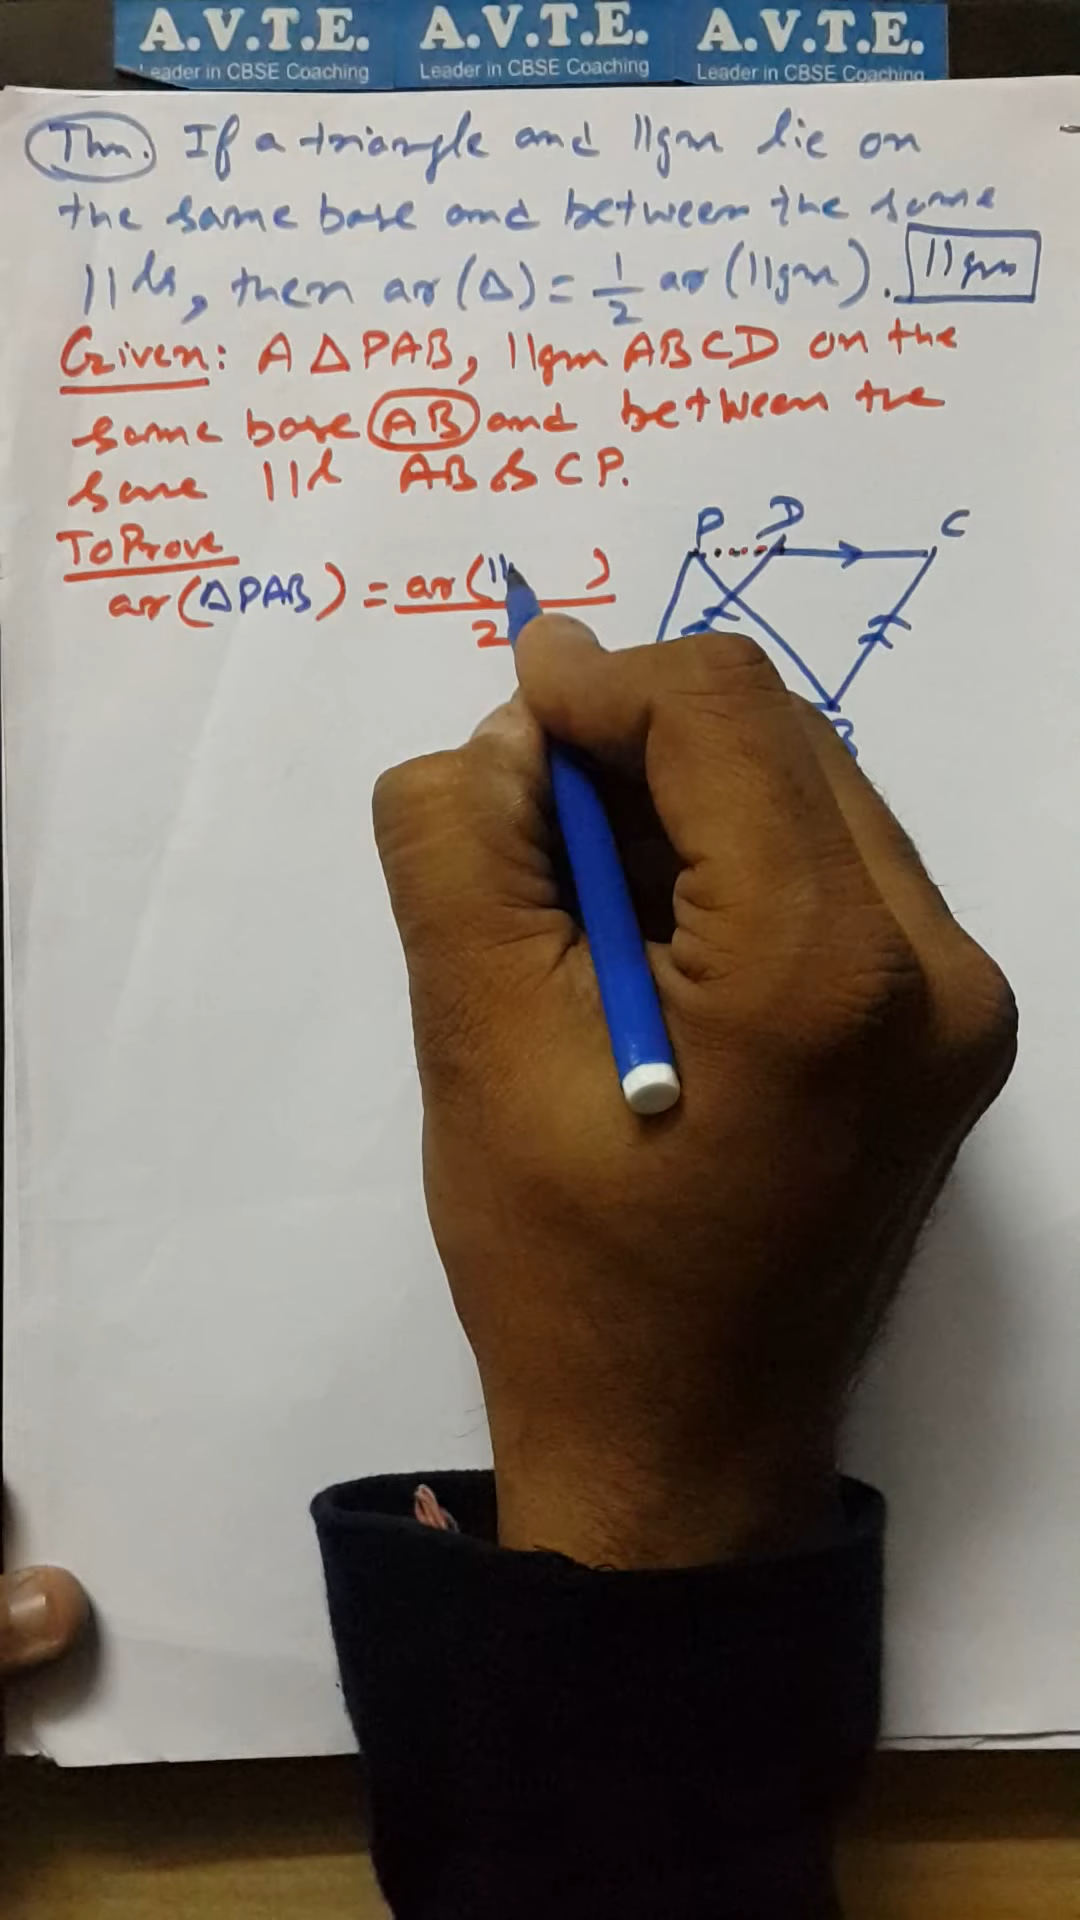 A.V.T.E. A.V.T.E. A.V.T.E.
Leader in CBSE Coaching Leader in CBSE Coaching Leader in CBSE Coaching
Thm. If a triangle and ||gm lie on
the same base and between the same
||ls, then ar(Δ) = 1/2 ar(||gm). ||gm
Given: A Δ PAB, ||gm ABCD on the
same base AB and between the
same ||l AB & CP.
To Prove
ar(ΔPAB) = ar(|| )
2
P D C
B